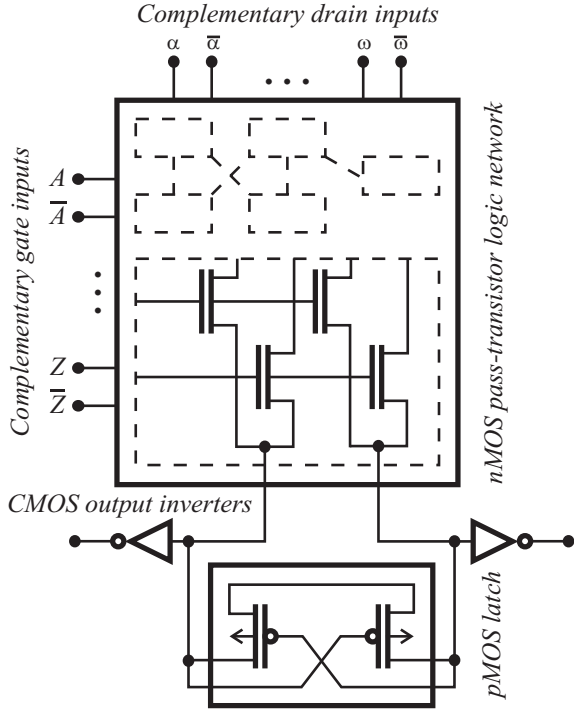 Complementary drain inputs
α α̅ ω ω̅
• • •
Complementary gate inputs
A
A̅
• • •
Z
Z̅
nMOS pass-transistor logic network
CMOS output inverters
pMOS latch